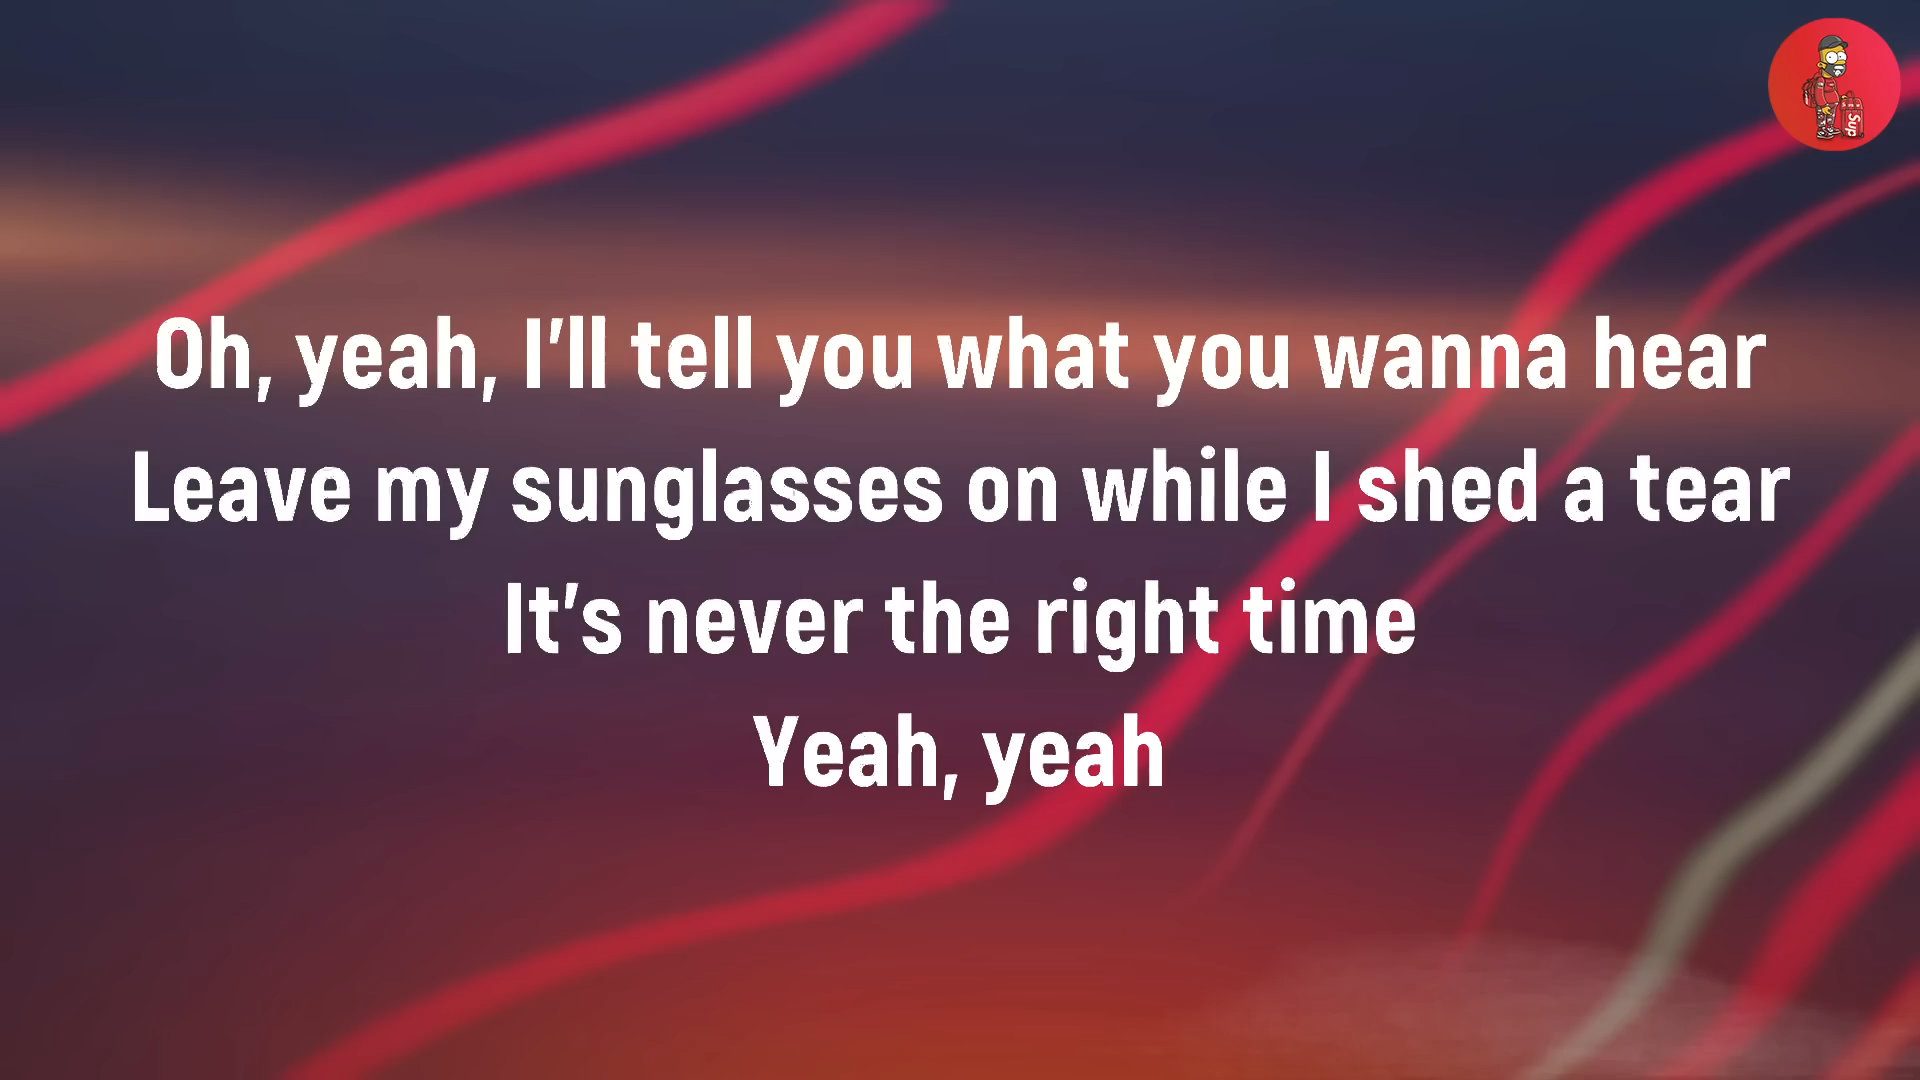 Oh, yeah, I'll tell you what you wanna hear
Leave my sunglasses on while I shed a tear
It's never the right time
Yeah, yeah
Sup